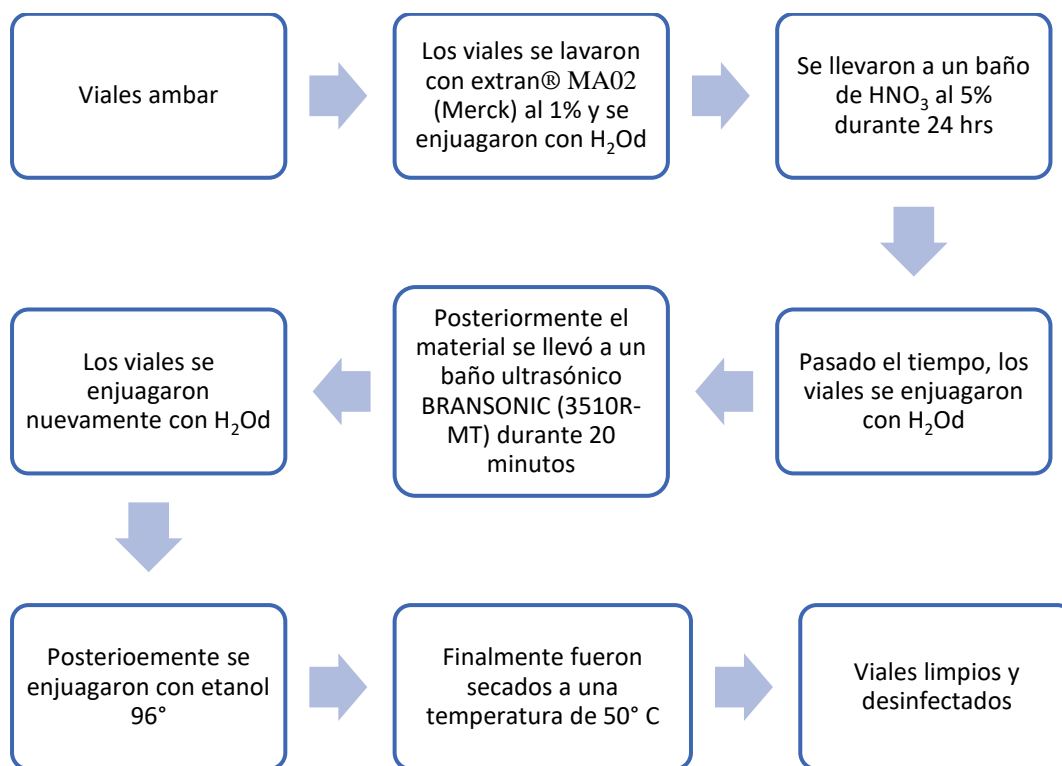 Viales ambar
Los viales se lavaron
con extran® MA02
(Merck) al 1% y se
enjuagaron con H₂Od
Se llevaron a un baño
de HNO₃ al 5%
durante 24 hrs
Pasado el tiempo, los
viales se enjuagaron
con H₂Od
Posteriormente el
material se llevó a un
baño ultrasónico
BRANSONIC (3510R-
MT) durante 20
minutos
Los viales se
enjuagaron
nuevamente con H₂Od
Posterioemente se
enjuagaron con etanol
96°
Finalmente fueron
secados a una
temperatura de 50° C
Viales limpios y
desinfectados